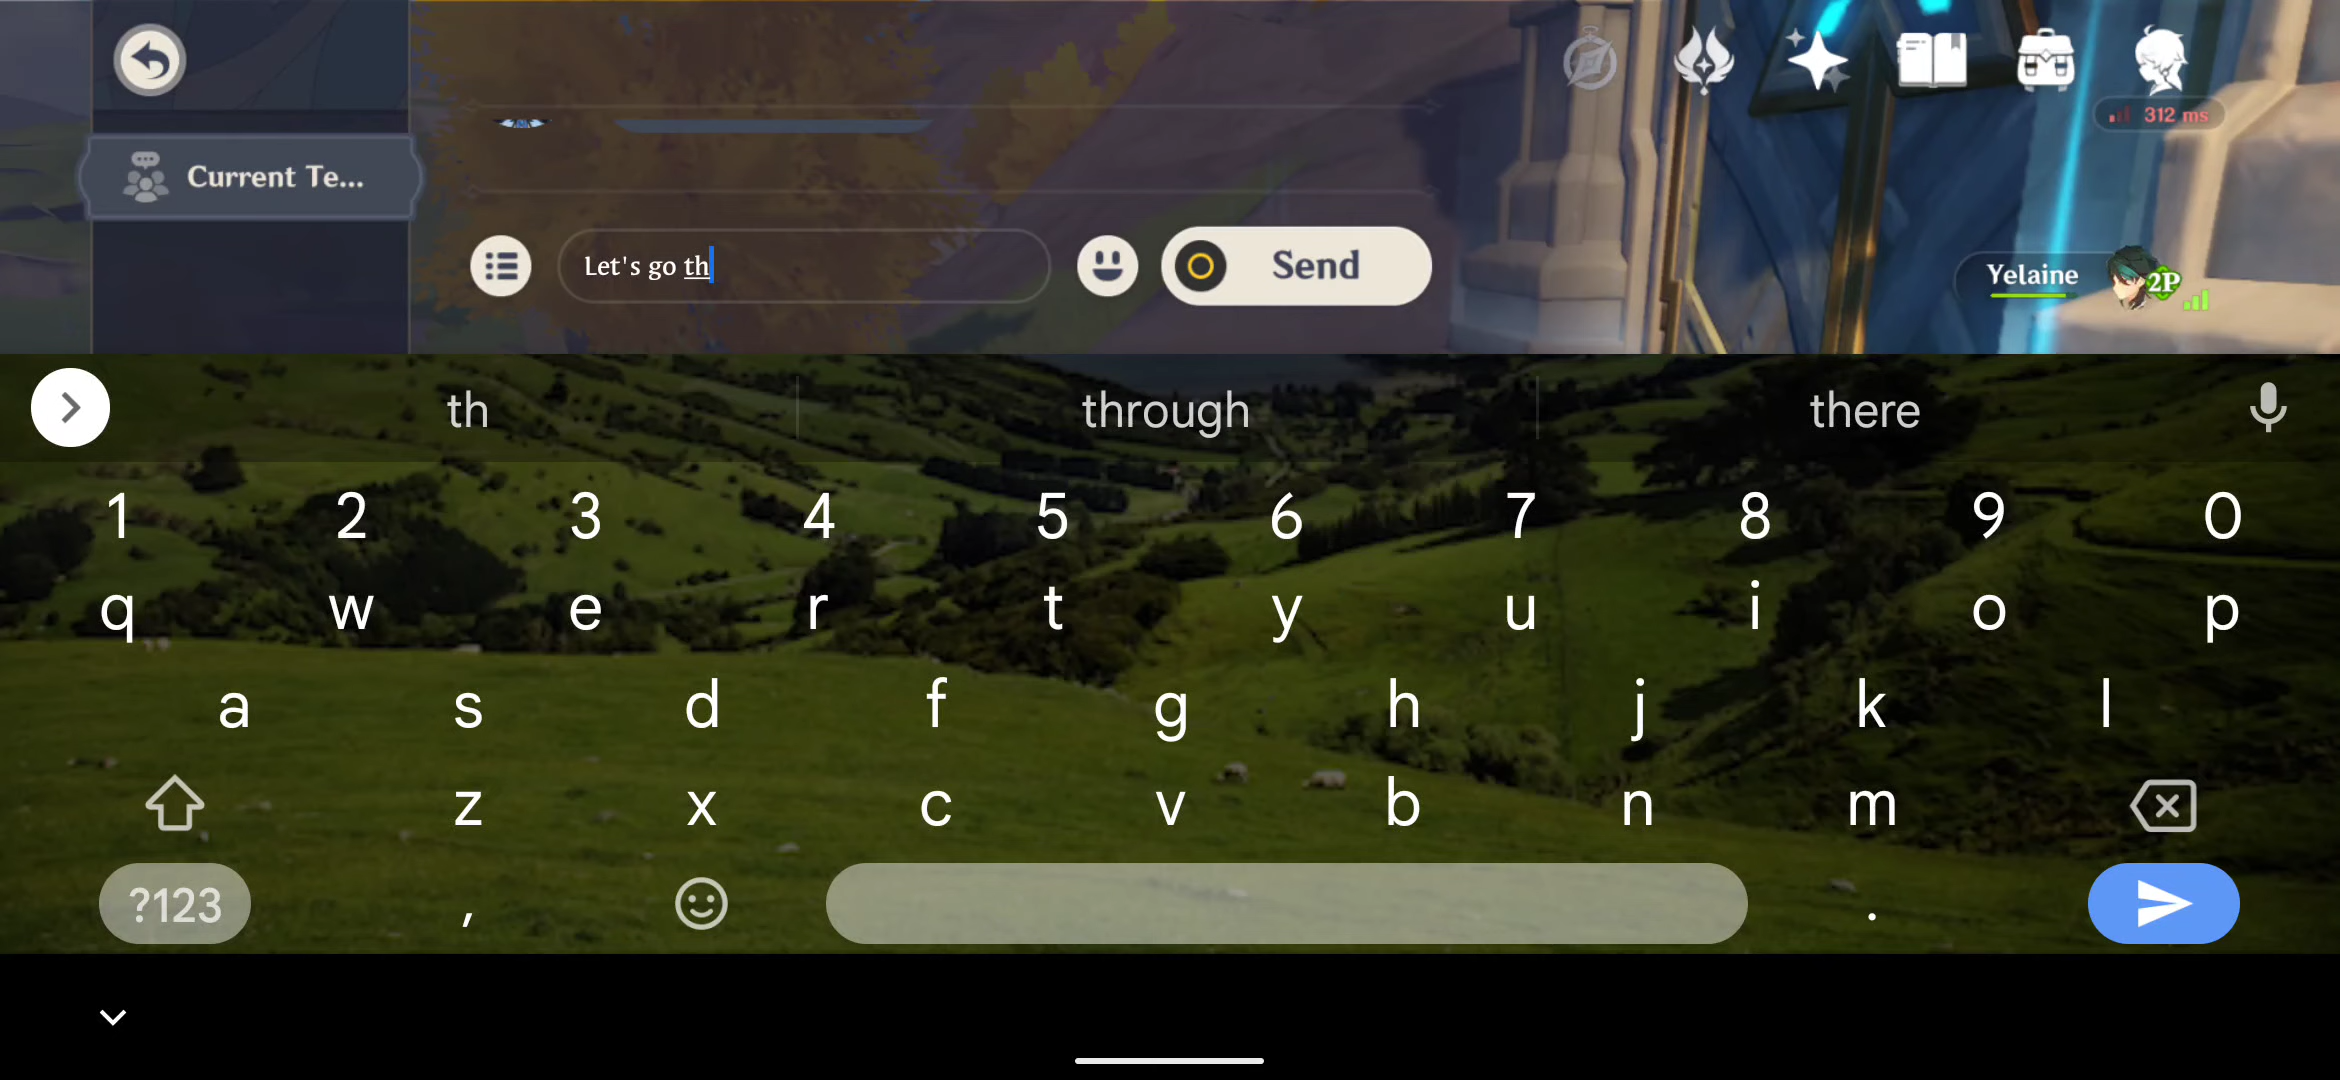 312 ms
Current Te...
Let's go th
Send
Yelaine
2P
th through there
1 2 3 4 5 6 7 8 9 0
q w e r t y u i o p
a s d f g h j k l
z x c v b n m
?123 , .